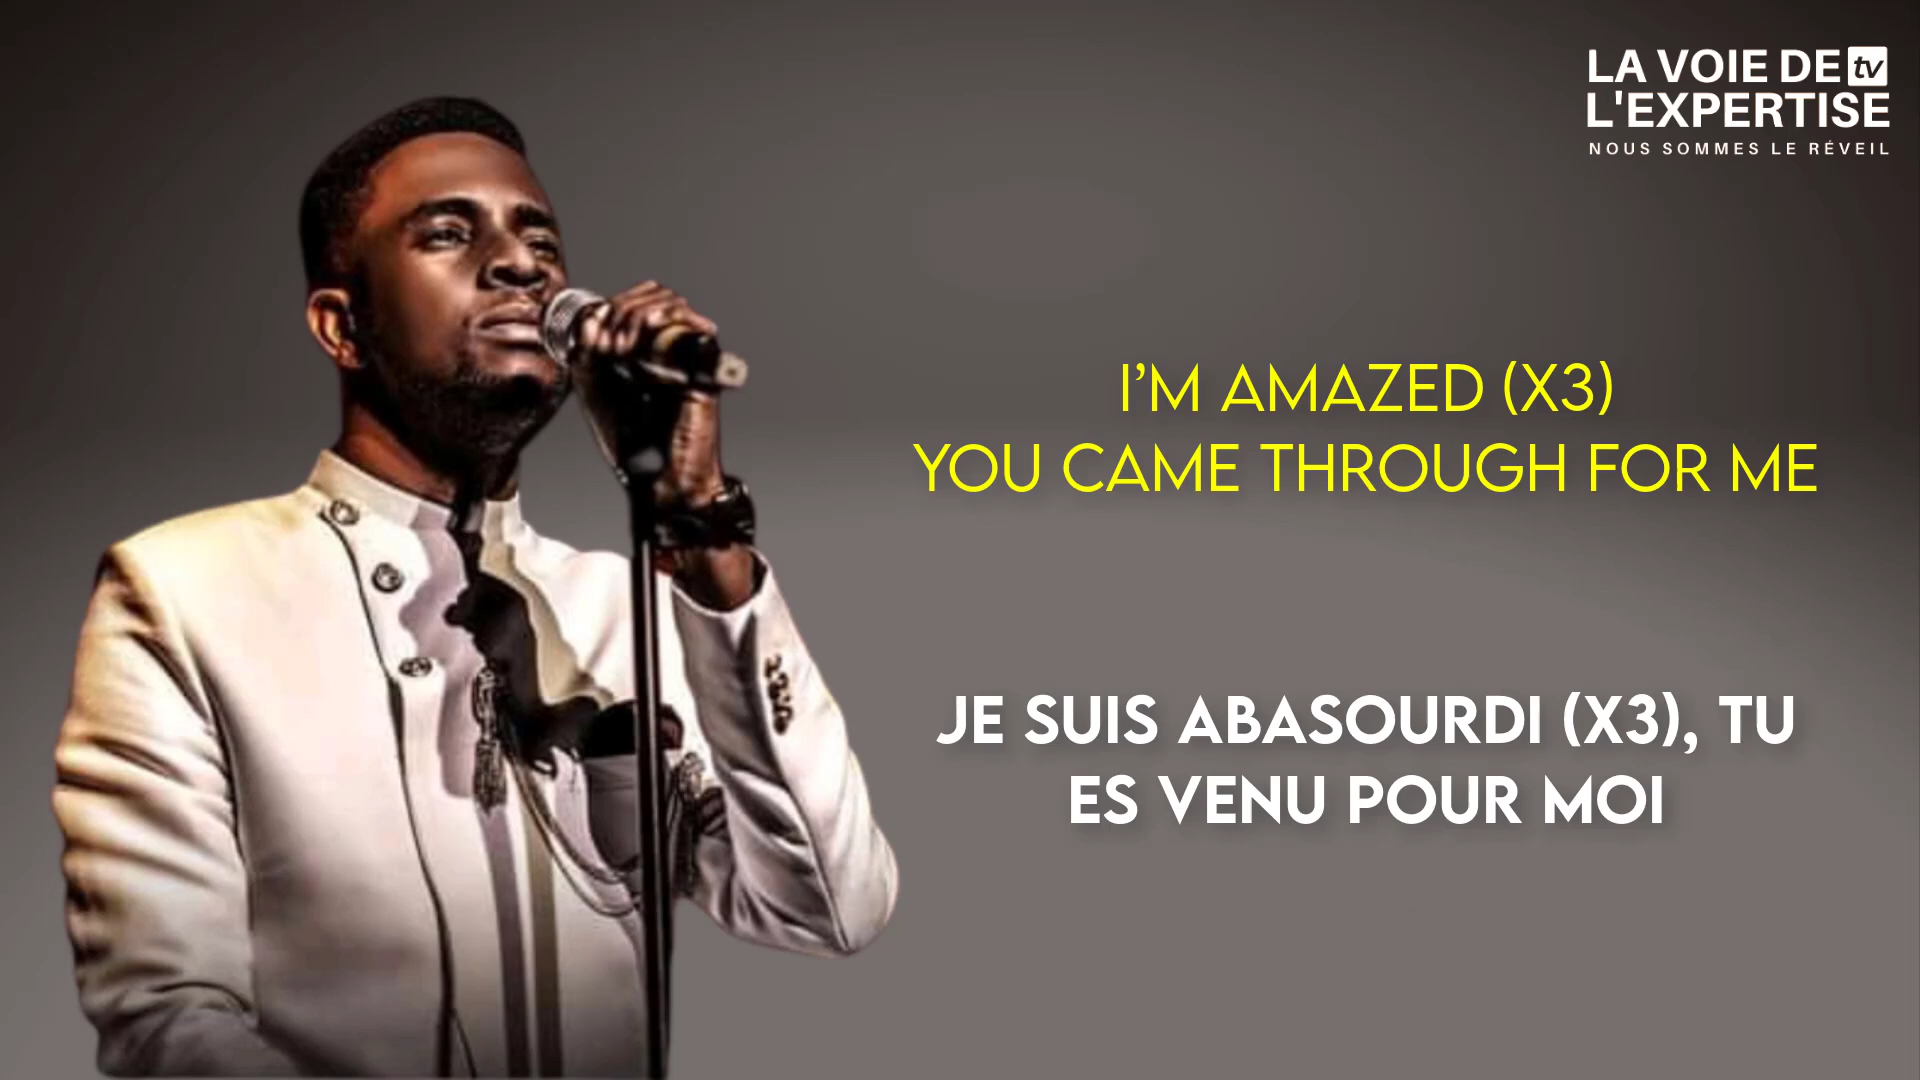 LA VOIE DE tv
L'EXPERTISE
NOUS SOMMES LE RÉVEIL
I'M AMAZED (X3)
YOU CAME THROUGH FOR ME
JE SUIS ABASOURDI (X3), TU
ES VENU POUR MOI